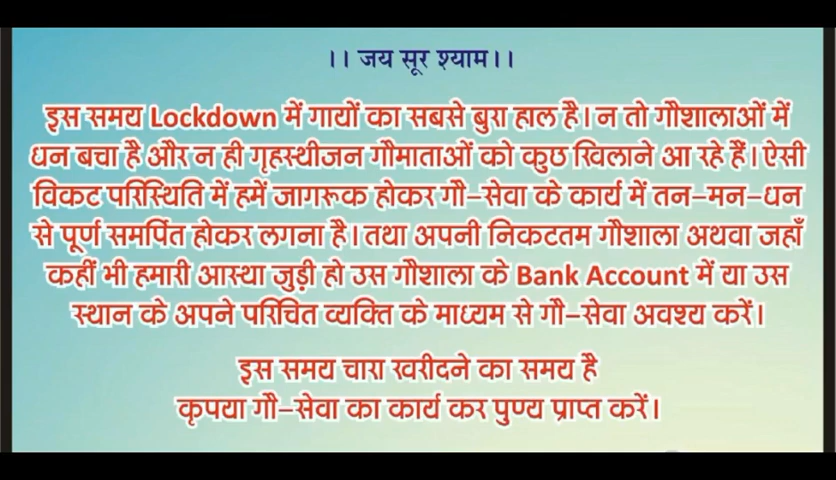 ।। जय सूर श्याम।।
इस समय Lockdown में गायों का सबसे बुरा हाल है। न तो गौशालाओं में
धन बचा है और न ही गृहस्थीजन गौमाताओं को कुछ खिलाने आ रहे हैं। ऐसी
विकट परिस्थिति में हमें जागरूक होकर गौ-सेवा के कार्य में तन-मन-धन
से पूर्ण समर्पित होकर लगना है। तथा अपनी निकटतम गौशाला अथवा जहाँ
कहीं भी हमारी आस्था जुड़ी हो उस गौशाला के Bank Account में या उस
स्थान के अपने परिचित व्यक्ति के माध्यम से गौ-सेवा अवश्य करें।
इस समय चारा खरीदने का समय है
कृपया गौ-सेवा का कार्य कर पुण्य प्राप्त करें।